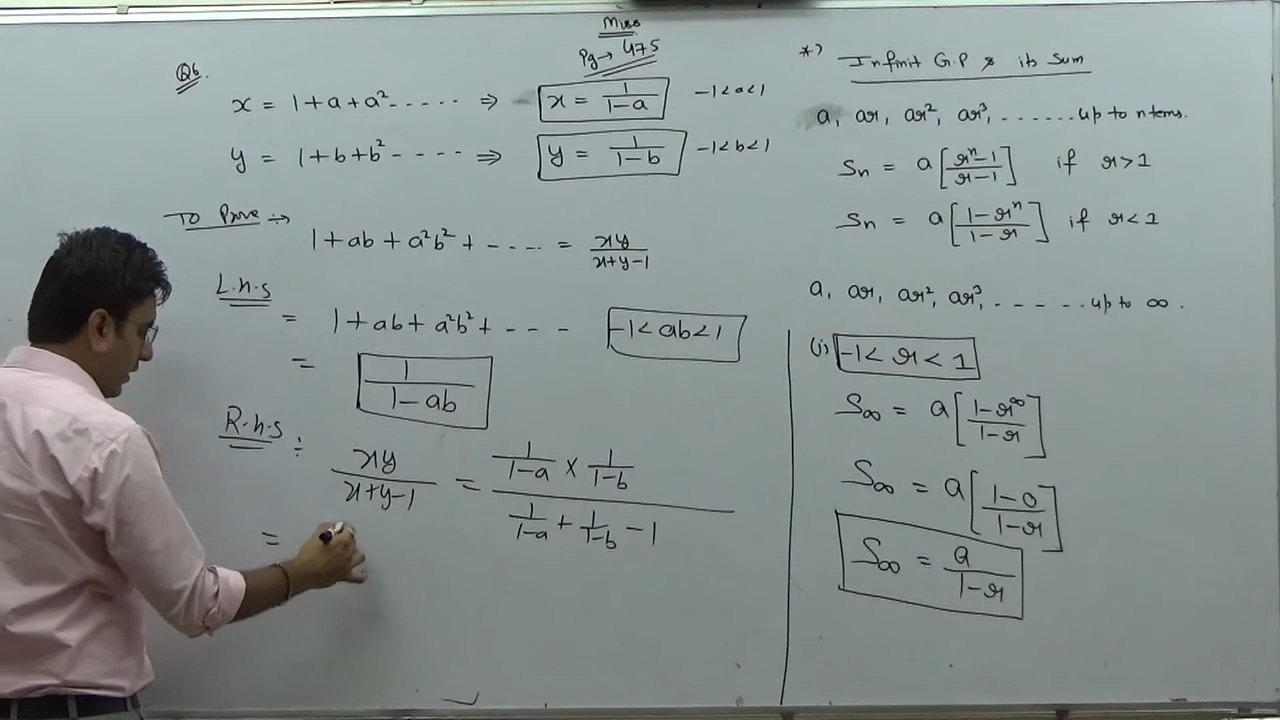 Misc
Pg → 475
Q6.
x = 1 + a + a² - - - - - ⇒ x = 1/(1-a) -1<a<1
y = 1 + b + b² - - - - - ⇒ y = 1/(1-b) -1<b<1
To Prove :→
1 + ab + a²b² + - - - - = xy/(x+y-1)
L.h.s
= 1 + ab + a²b² + - - - - -1<ab<1
= 1/(1-ab)
R.h.s :
xy/(x+y-1) = (1/(1-a) × 1/(1-b))/(1/(1-a) + 1/(1-b) - 1)
=
*) Infinit G.P & its Sum
a, ar, ar², ar³, - - - - - - up to n terms.
Sn = a[(rⁿ-1)/(r-1)] if r>1
Sn = a[(1-rⁿ)/(1-r)] if r<1
a, ar, ar², ar³, - - - - - - up to ∞.
(i) -1< r < 1
S∞ = a[(1-r^∞)/(1-r)]
S∞ = a[(1-0)/(1-r)]
S∞ = a/(1-r)